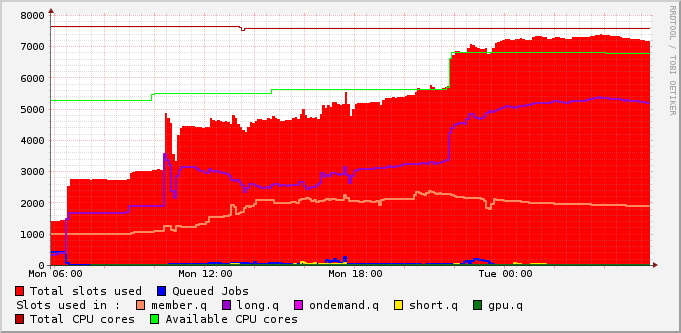 8000
7000
6000
5000
4000
3000
2000
1000
0
Mon 06:00 Mon 12:00 Mon 18:00 Tue 00:00
Total slots used Queued Jobs
Slots used in : member.q long.q ondemand.q short.q gpu.q
Total CPU cores Available CPU cores
RRDTOOL / TOBI OETIKER